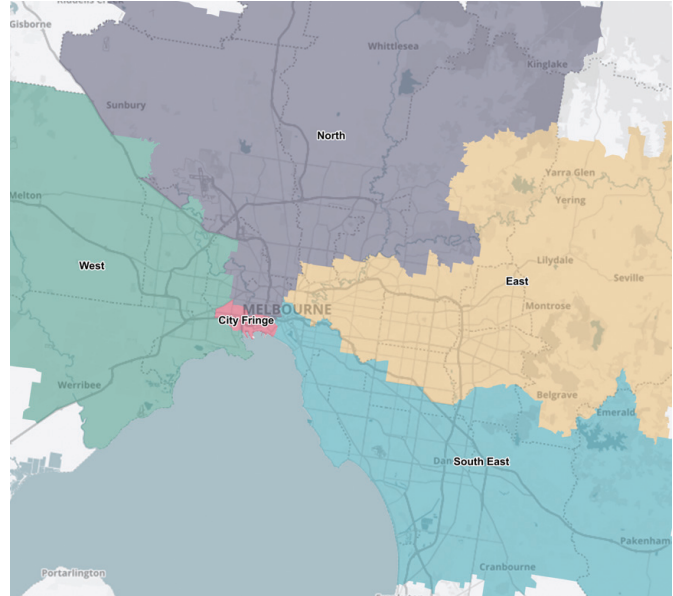 Gisborne
Whittlesea
Kinglake
Sunbury
North
Yarra Glen
Melton
Yering
West
Lilydale
East
Seville
MELBOURNE
Montrose
City Fringe
Werribee
Belgrave
Emerald
South East
Pakenham
Cranbourne
Portarlington